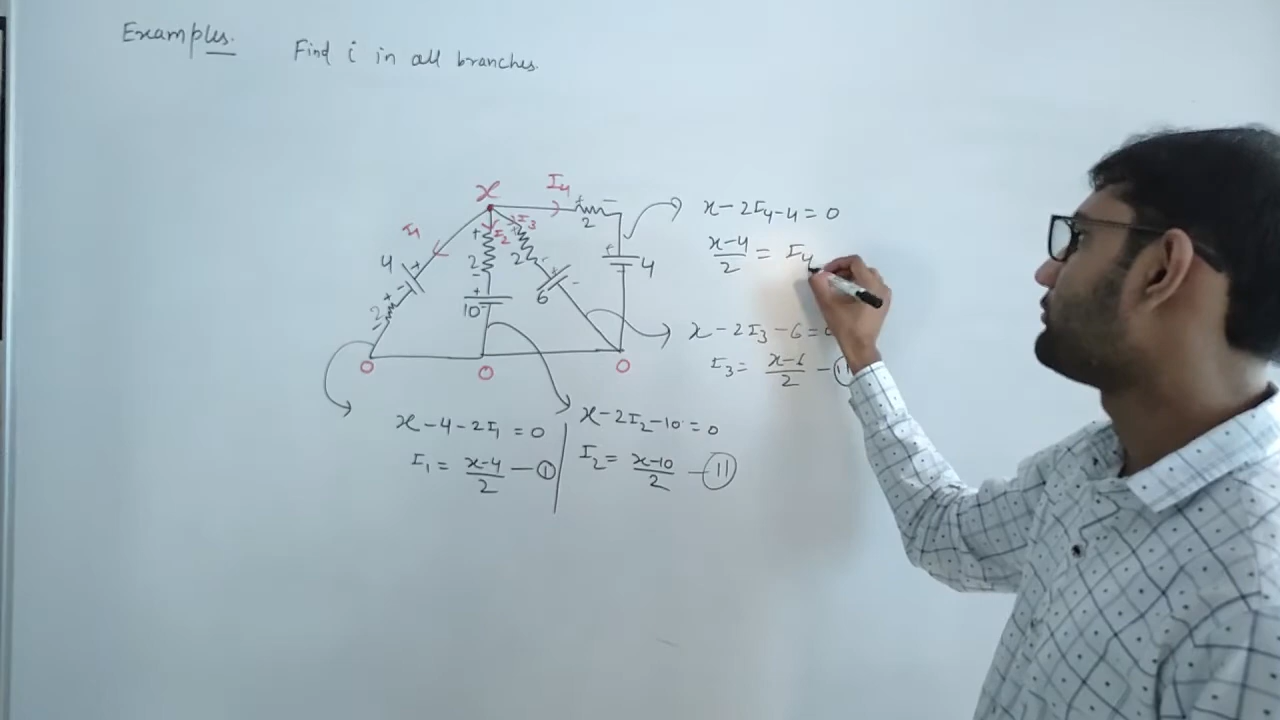 Examples.
Find i in all branches.
x
I4
I1
I2
I3
+ -
2
+
4
4
+
-
+
2
-
+
2
-
+
10
-
+
2
-
+
6
-
0
0
0
x - 2I4 - 4 = 0
x-4/2 = I4
x - 2I3 - 6 = 0
I3 = x-6/2 -
x - 4 - 2I1 = 0
I1 = x-4/2 — ①
x - 2I2 - 10 = 0
I2 = x-10/2 — (11)